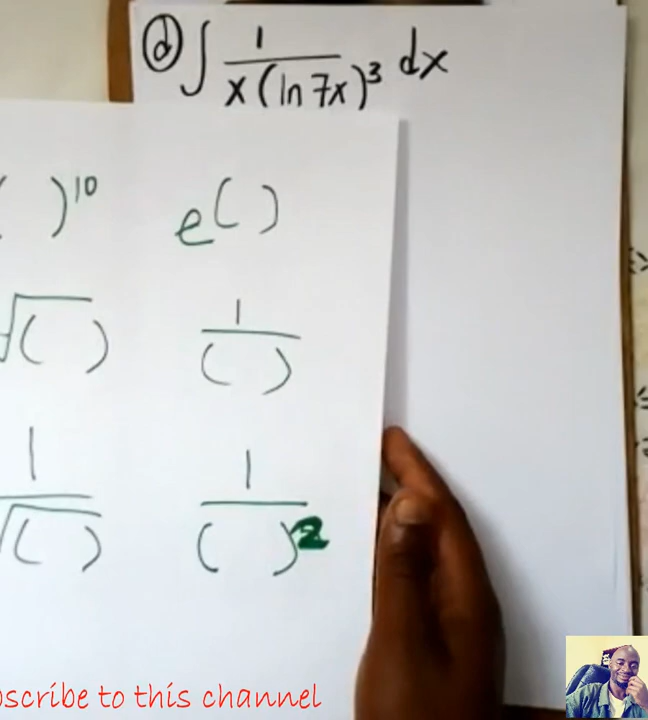 (d) ∫ 1/(x(ln 7x)^3) dx
( )^10 e^( )
√( ) 1/( )
1/√( ) 1/( )^2
scribe to this channel